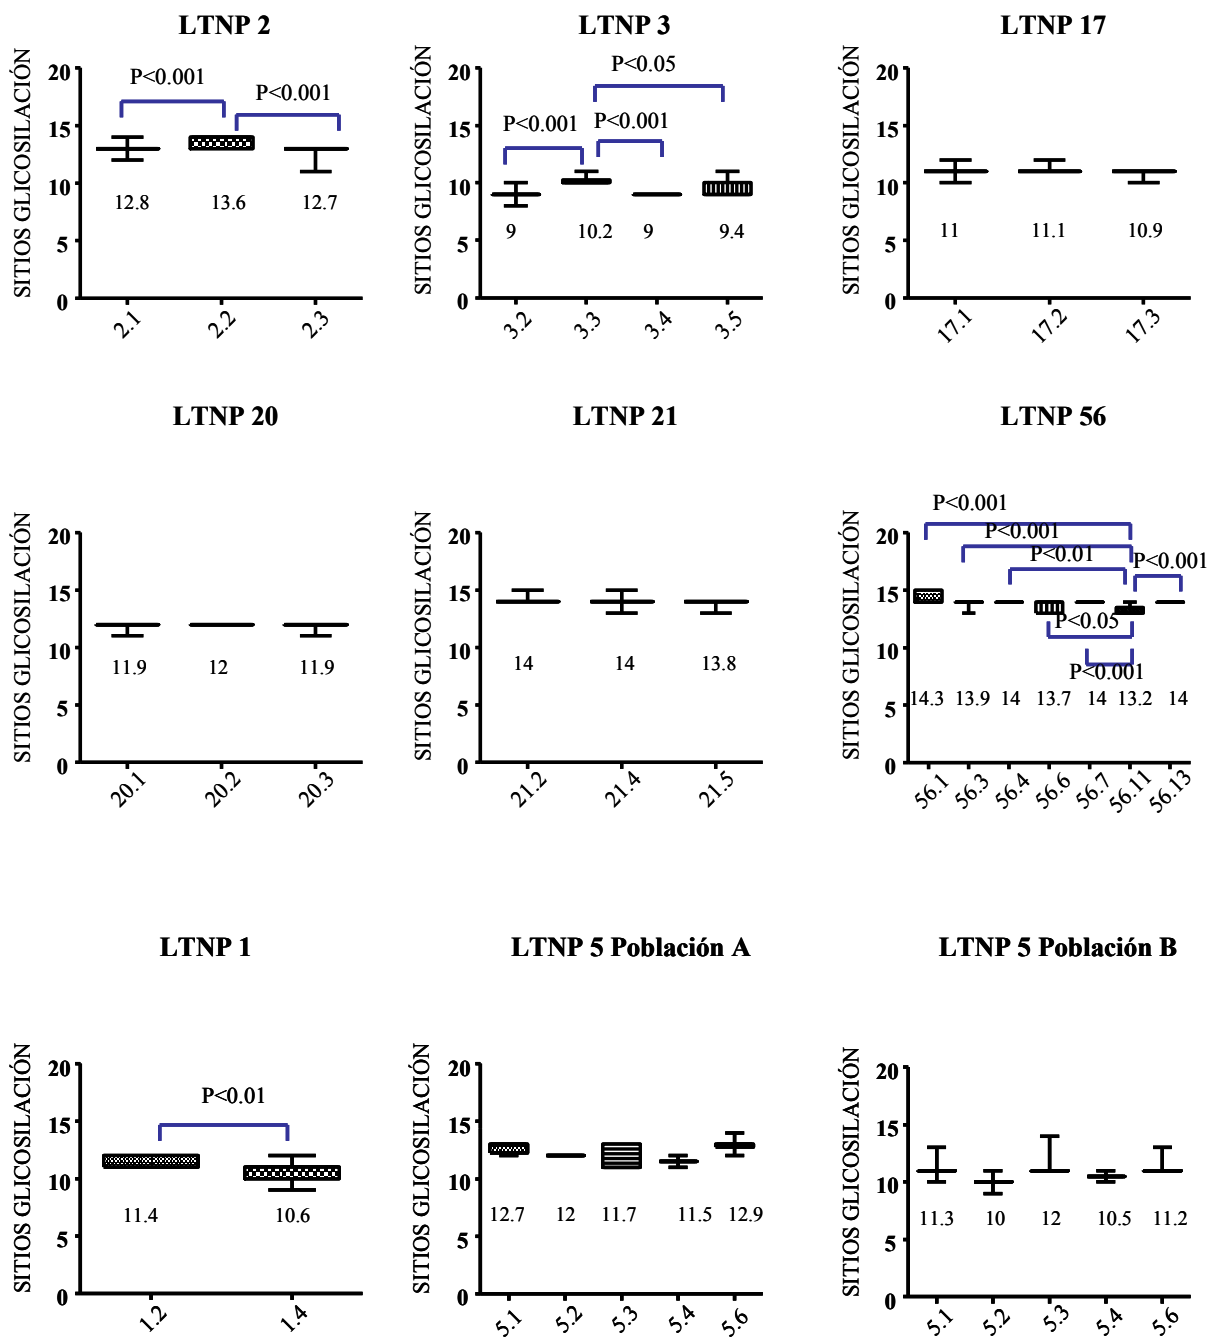 LTNP 2
SITIOS GLICOSILACIÓN
20
15
10
5
0
P<0.001
P<0.001
12.8 13.6 12.7
2.1 2.2 2.3
LTNP 3
SITIOS GLICOSILACIÓN
20
15
10
5
0
P<0.05
P<0.001 P<0.001
9 10.2 9 9.4
3.2 3.3 3.4 3.5
LTNP 17
SITIOS GLICOSILACIÓN
20
15
10
5
0
11 11.1 10.9
17.1 17.2 17.3
LTNP 20
SITIOS GLICOSILACIÓN
20
15
10
5
0
11.9 12 11.9
20.1 20.2 20.3
LTNP 21
SITIOS GLICOSILACIÓN
20
15
10
5
0
14 14 13.8
21.2 21.4 21.5
LTNP 56
SITIOS GLICOSILACIÓN
20
15
10
5
0
P<0.001
P<0.001
P<0.01 P<0.001
P<0.05
P<0.001
14.3 13.9 14 13.7 14 13.2 14
56.1 56.3 56.4 56.6 56.7 56.11 56.13
LTNP 1
SITIOS GLICOSILACIÓN
20
15
10
5
0
P<0.01
11.4 10.6
1.2 1.4
LTNP 5 Población A
SITIOS GLICOSILACIÓN
20
15
10
5
0
12.7 12 11.7 11.5 12.9
5.1 5.2 5.3 5.4 5.6
LTNP 5 Población B
SITIOS GLICOSILACIÓN
20
15
10
5
0
11.3 10 12 10.5 11.2
5.1 5.2 5.3 5.4 5.6